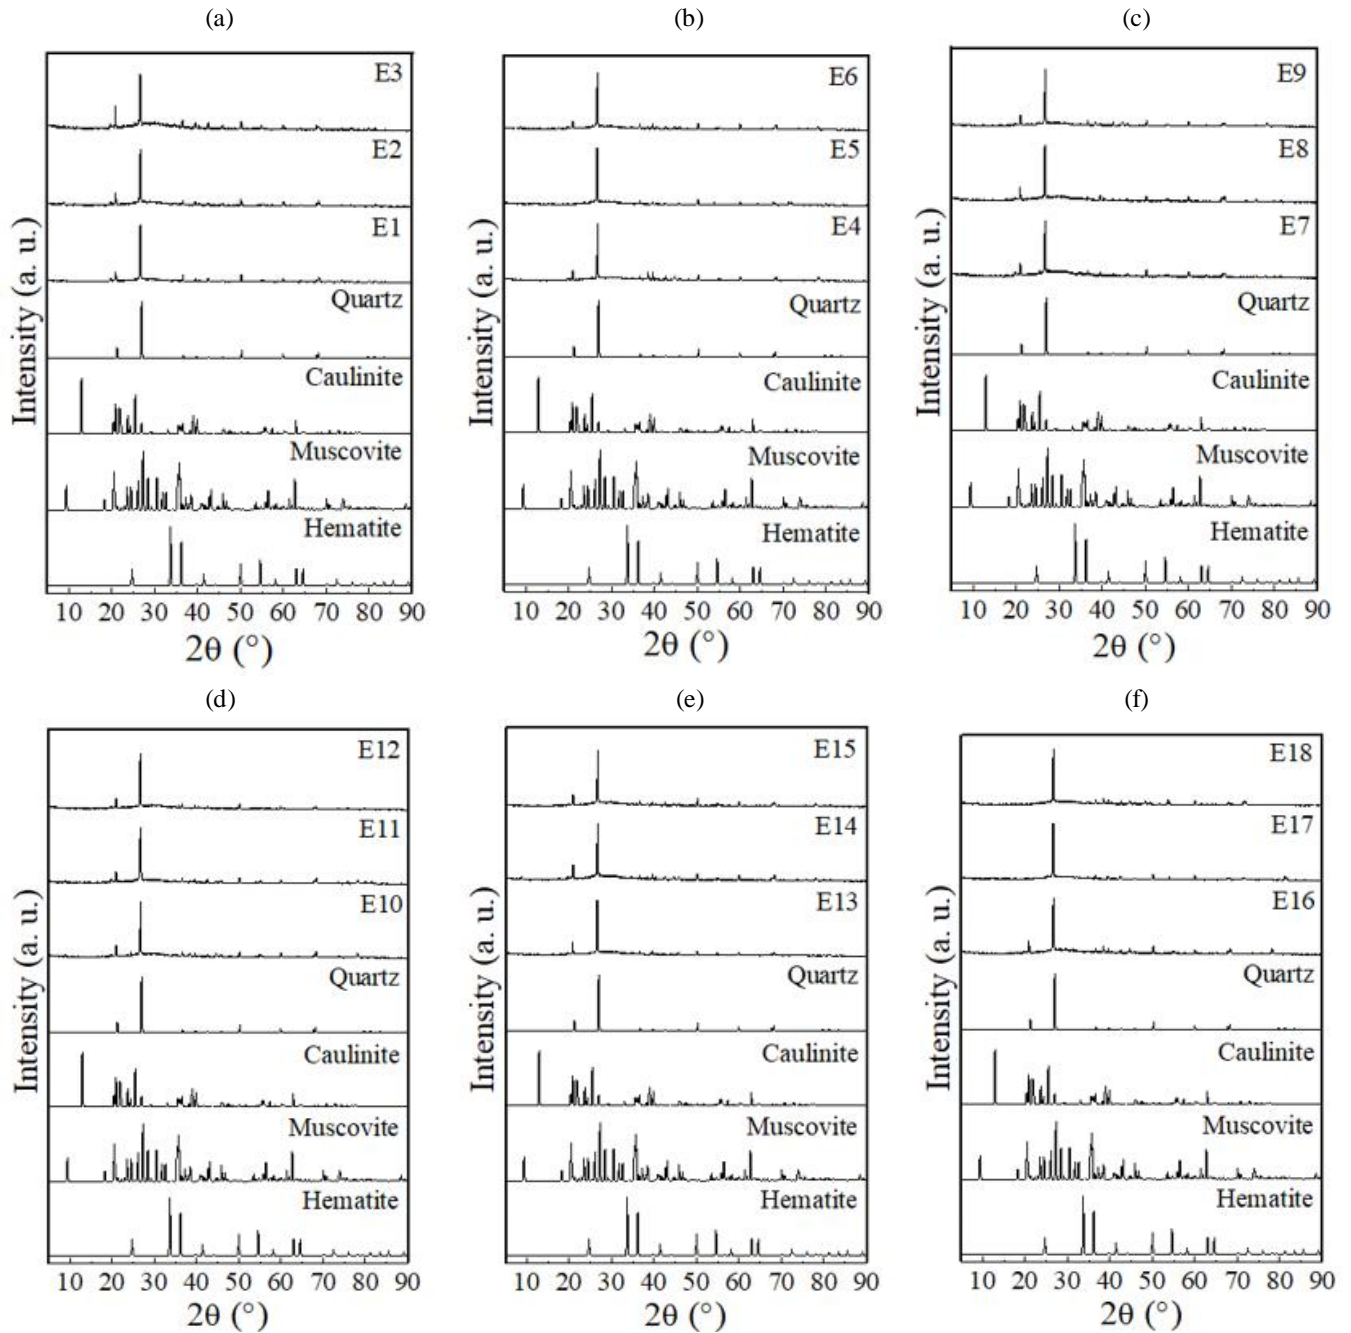 (a)
E3
E2
E1
Quartz
Caulinite
Muscovite
Hematite
Intensity (a. u.)
10 20 30 40 50 60 70 80 90
2θ (°)
(b)
E6
E5
E4
Quartz
Caulinite
Muscovite
Hematite
Intensity (a. u.)
10 20 30 40 50 60 70 80 90
2θ (°)
(c)
E9
E8
E7
Quartz
Caulinite
Muscovite
Hematite
Intensity (a. u.)
10 20 30 40 50 60 70 80 90
2θ (°)
(d)
E12
E11
E10
Quartz
Caulinite
Muscovite
Hematite
Intensity (a. u.)
10 20 30 40 50 60 70 80 90
2θ (°)
(e)
E15
E14
E13
Quartz
Caulinite
Muscovite
Hematite
Intensity (a. u.)
10 20 30 40 50 60 70 80 90
2θ (°)
(f)
E18
E17
E16
Quartz
Caulinite
Muscovite
Hematite
Intensity (a. u.)
10 20 30 40 50 60 70 80 90
2θ (°)